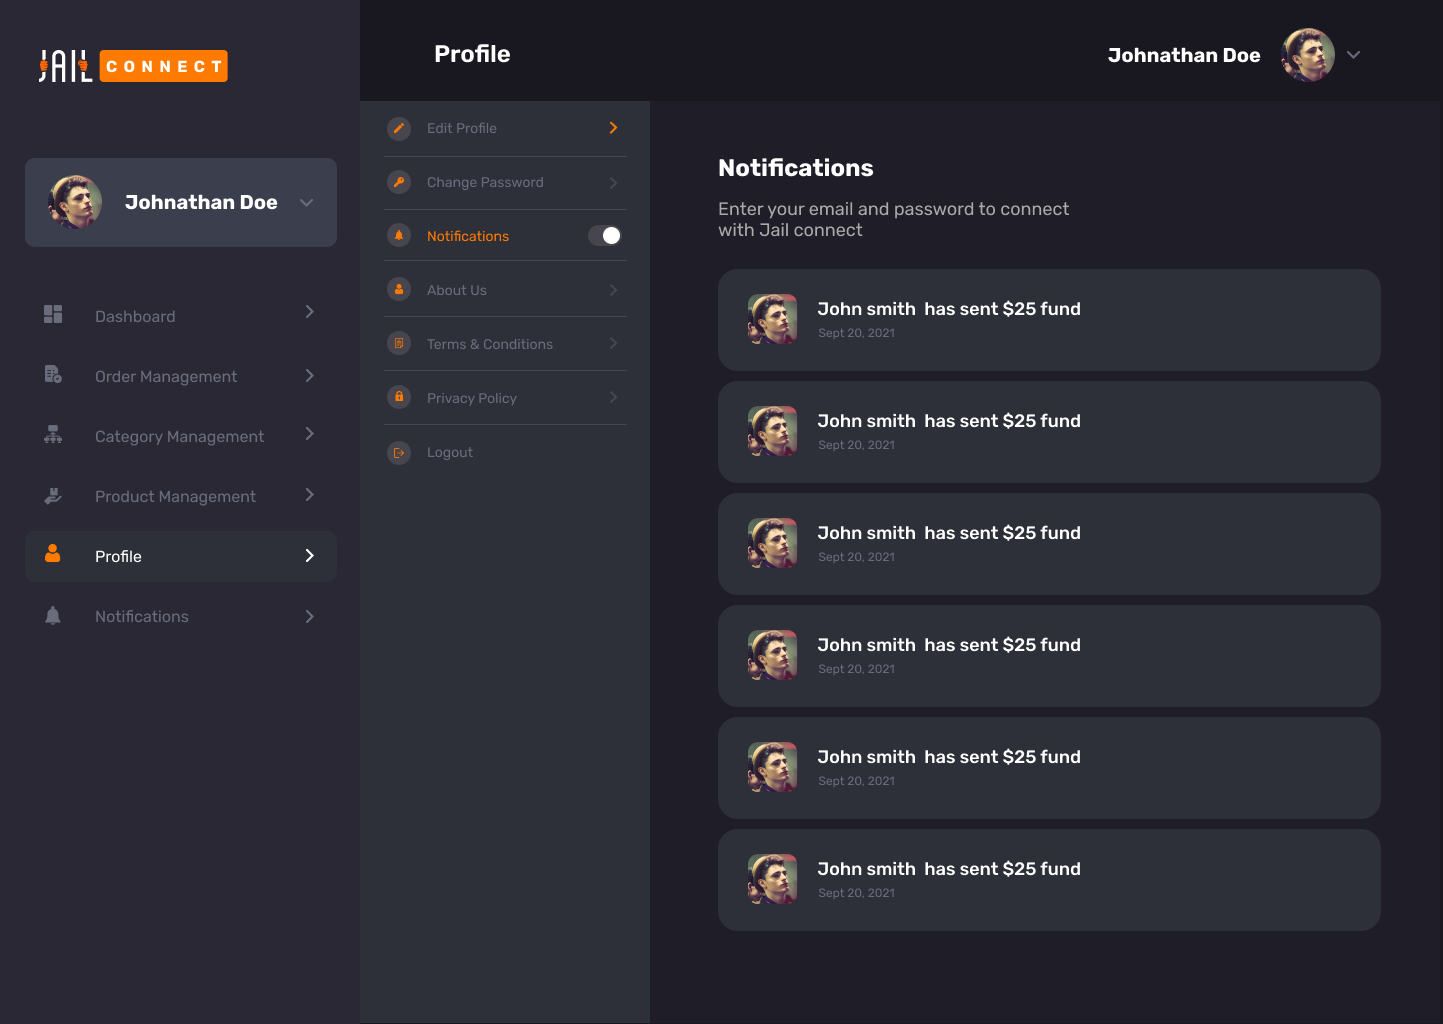 JAIL CONNECT
Profile
Johnathan Doe
Johnathan Doe
Dashboard
Order Management
Category Management
Product Management
Profile
Notifications
Edit Profile
Change Password
Notifications
About Us
Terms & Conditions
Privacy Policy
Logout
Notifications
Enter your email and password to connect
with Jail connect
John smith  has sent $25 fund
Sept 20, 2021
John smith  has sent $25 fund
Sept 20, 2021
John smith  has sent $25 fund
Sept 20, 2021
John smith  has sent $25 fund
Sept 20, 2021
John smith  has sent $25 fund
Sept 20, 2021
John smith  has sent $25 fund
Sept 20, 2021